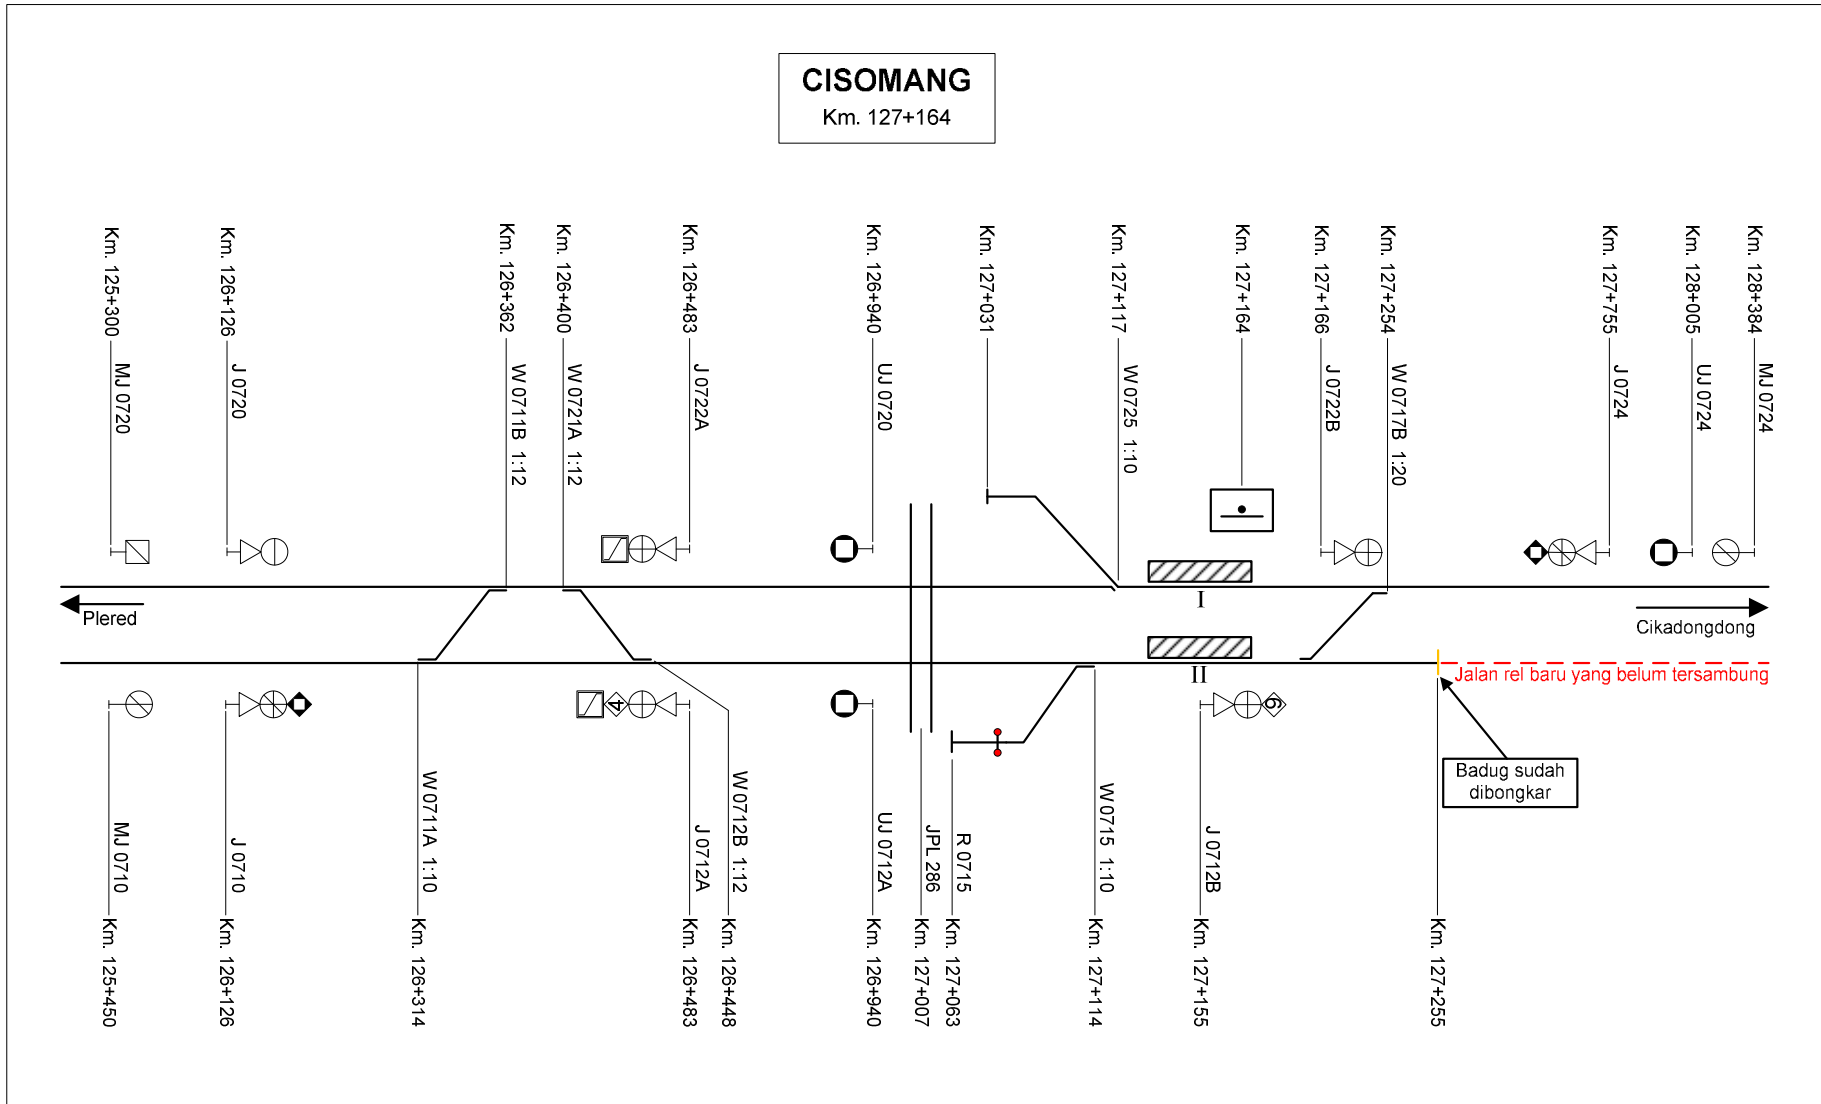 CISOMANG
Km. 127+164
Km. 125+300
MJ 0720
Km. 126+126
J 0720
Km. 126+362
W 0711B 1:12
Km. 126+400
W 0721A 1:12
Km. 126+483
J 0722A
Km. 126+940
UJ 0720
Km. 127+031
Km. 127+117
W 0725 1:10
Km. 127+164
Km. 127+166
J 0722B
Km. 127+254
W 0717B 1:20
Km. 127+755
J 0724
Km. 128+005
UJ 0724
Km. 128+384
MJ 0724
I
Plered
Cikadongdong
II
Jalan rel baru yang belum tersambung
4
6
Badug sudah
dibongkar
MJ 0710
Km. 125+450
J 0710
Km. 126+126
W 0711A 1:10
Km. 126+314
J 0712A
Km. 126+483
W 0712B 1:12
Km. 126+448
UJ 0712A
Km. 126+940
JPL 286
Km. 127+007
R 0715
Km. 127+063
W 0715 1:10
Km. 127+114
J 0712B
Km. 127+155
Km. 127+255